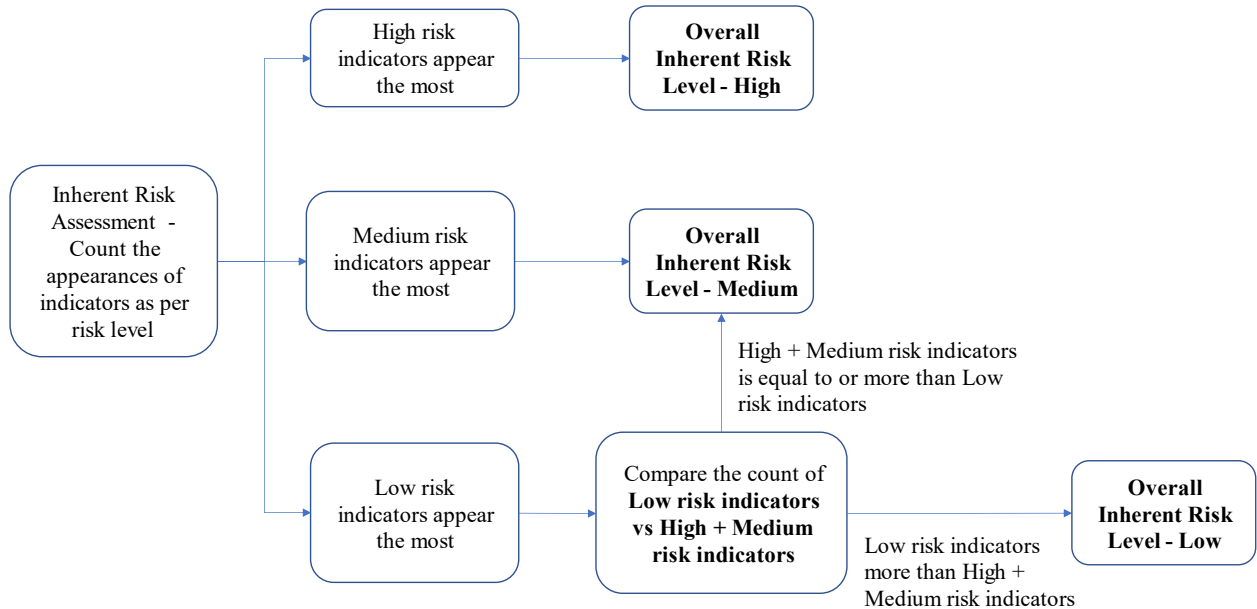 High risk
indicators appear
the most
Overall
Inherent Risk
Level - High
Inherent Risk
Assessment -
Count the
appearances of
indicators as per
risk level
Medium risk
indicators appear
the most
Overall
Inherent Risk
Level - Medium
High + Medium risk indicators
is equal to or more than Low
risk indicators
Low risk
indicators appear
the most
Compare the count of
Low risk indicators
vs High + Medium
risk indicators
Low risk indicators
more than High +
Medium risk indicators
Overall
Inherent Risk
Level - Low